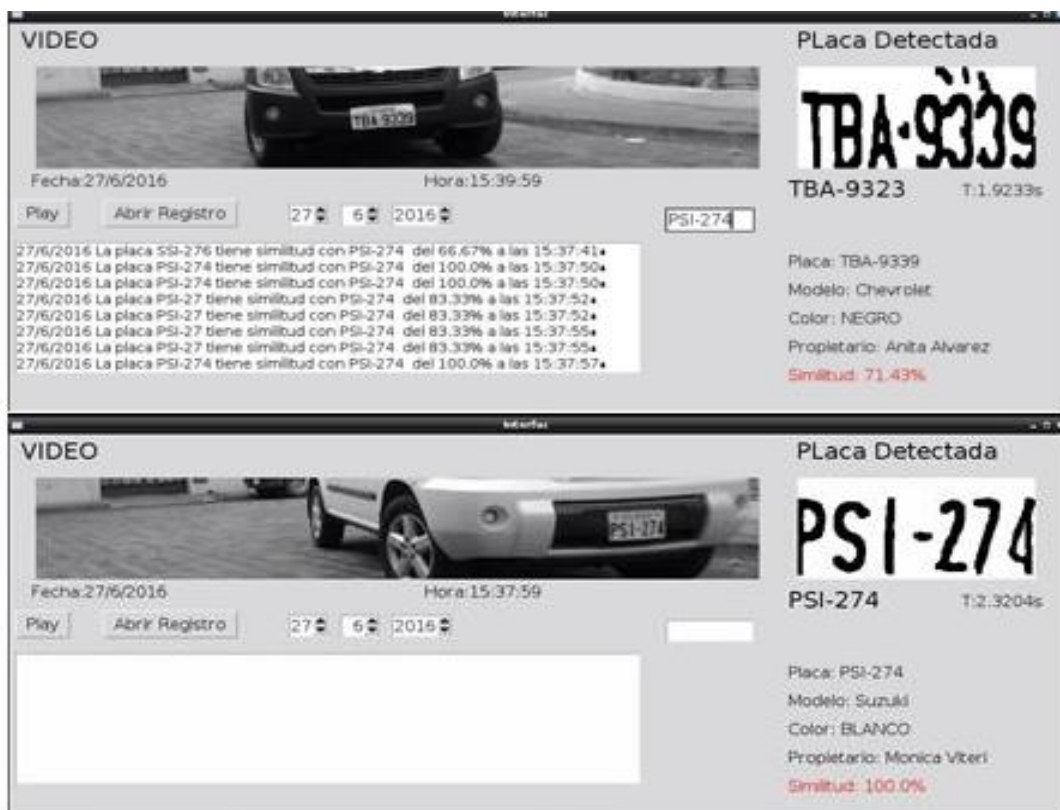 Interfaz
VIDEO
PLaca Detectada
TBA-9339
TBA-9339
Fecha:27/6/2016
Hora:15:39:59
TBA-9323
T:1.9233s
Play
Abrir Registro
27 6 2016
PSI-274
27/6/2016 La placa SSI-276 tiene similitud con PSI-274 del 66.67% a las 15:37:41
27/6/2016 La placa PSI-274 tiene similitud con PSI-274 del 100.0% a las 15:37:50
27/6/2016 La placa PSI-274 tiene similitud con PSI-274 del 100.0% a las 15:37:50
27/6/2016 La placa PSI-27 tiene similitud con PSI-274 del 83.33% a las 15:37:52
27/6/2016 La placa PSI-27 tiene similitud con PSI-274 del 83.33% a las 15:37:52
27/6/2016 La placa PSI-27 tiene similitud con PSI-274 del 83.33% a las 15:37:55
27/6/2016 La placa PSI-27 tiene similitud con PSI-274 del 83.33% a las 15:37:55
27/6/2016 La placa PSI-274 tiene similitud con PSI-274 del 100.0% a las 15:37:57
Placa: TBA-9339
Modelo: Chevrolet
Color: NEGRO
Propietario: Anita Alvarez
Similitud: 71.43%
Interfaz
VIDEO
PLaca Detectada
PSI-274
PSI-274
Fecha:27/6/2016
Hora:15:37:59
PSI-274
T:2.3204s
Play
Abrir Registro
27 6 2016
Placa: PSI-274
Modelo: Suzuki
Color: BLANCO
Propietario: Monica Viteri
Similitud: 100.0%